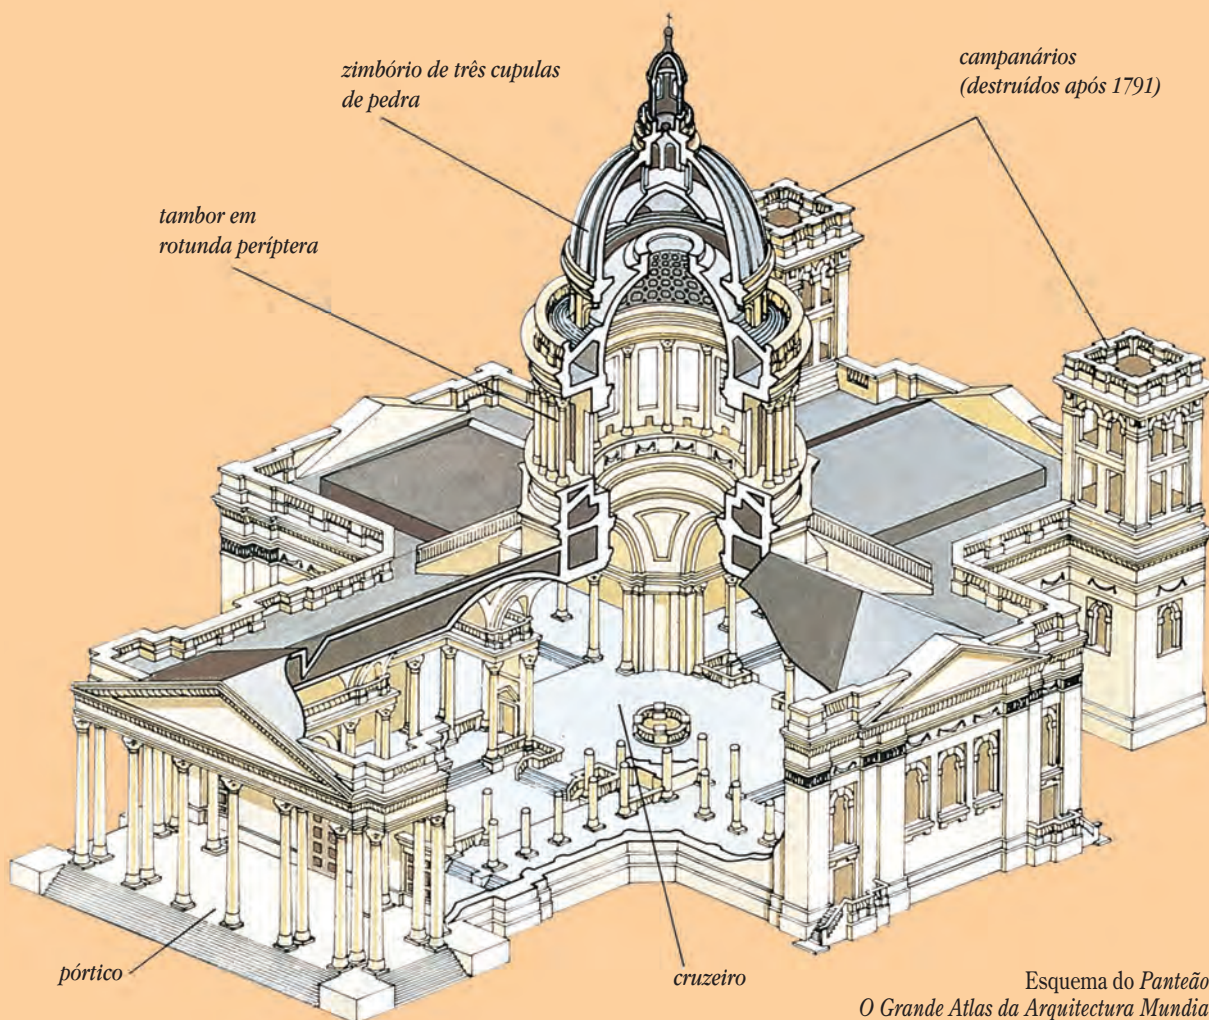 zimbório de três cupulas
de pedra
campanários
(destruídos após 1791)
tambor em
rotunda períptera
pórtico
cruzeiro
Esquema do Panteão
O Grande Atlas da Arquitectura Mundia